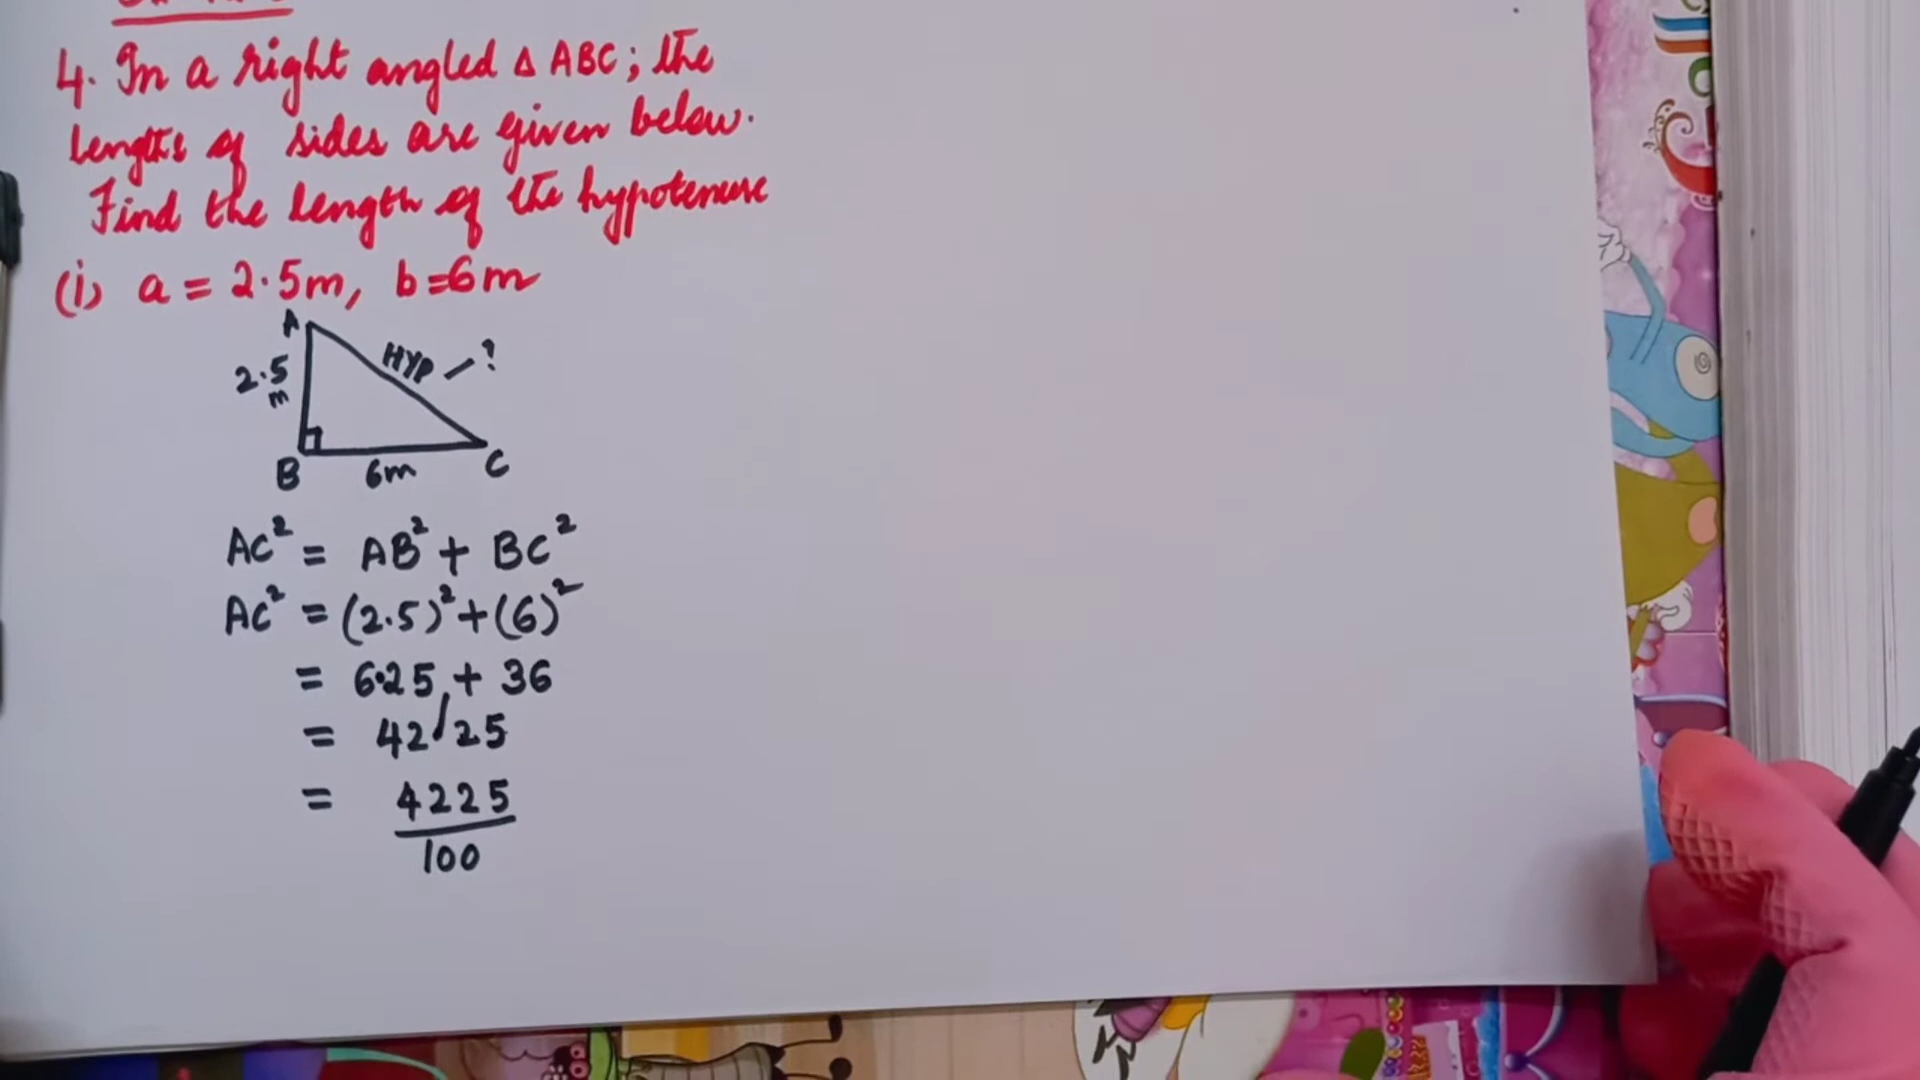 4. In a right angled △ ABC; the
lengths of sides are given below.
Find the length of the hypotenuse
(i) a = 2.5m, b=6m
A
HYP — ?
2.5
m
B
6m
C
AC² = AB² + BC²
AC² = (2.5)² + (6)²
= 6.25 + 36
= 42.25
= 4225
100